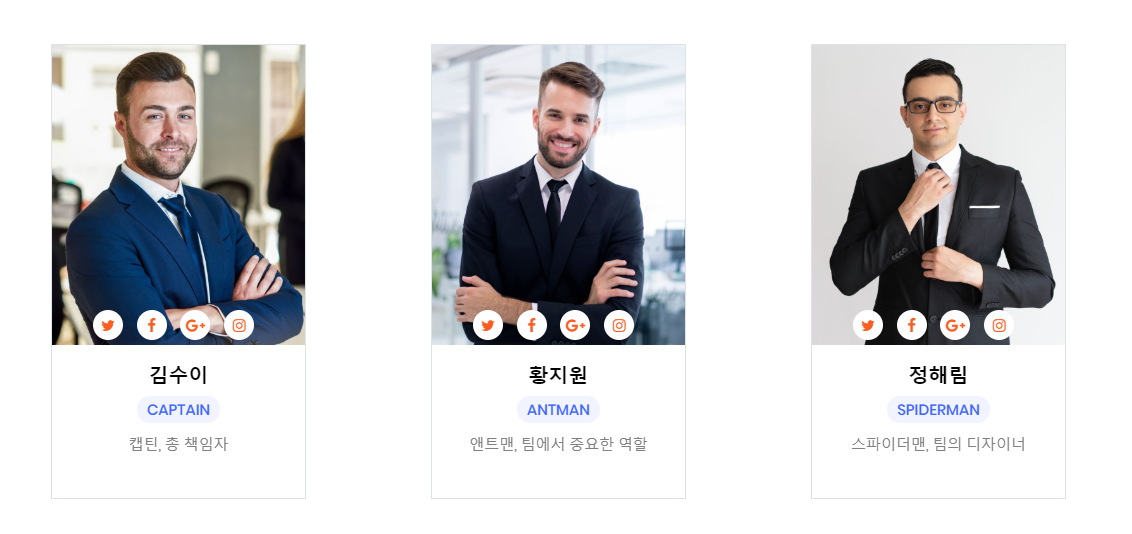 김수이
CAPTAIN
캡틴, 총 책임자
황지원
ANTMAN
앤트맨, 팀에서 중요한 역할
정해림
SPIDERMAN
스파이더맨, 팀의 디자이너